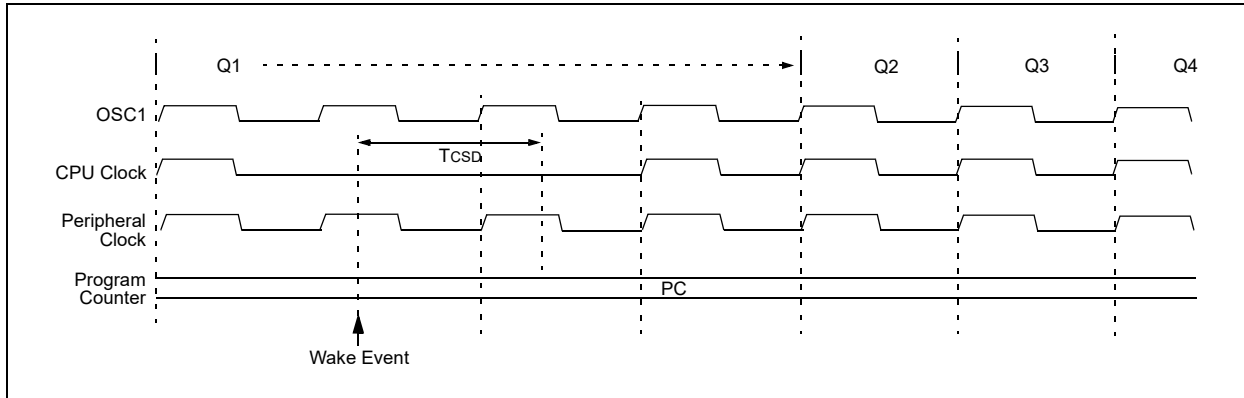 Q1 Q2 Q3 Q4
OSC1
TCSD
CPU Clock
Peripheral
Clock
Program
Counter
PC
Wake Event